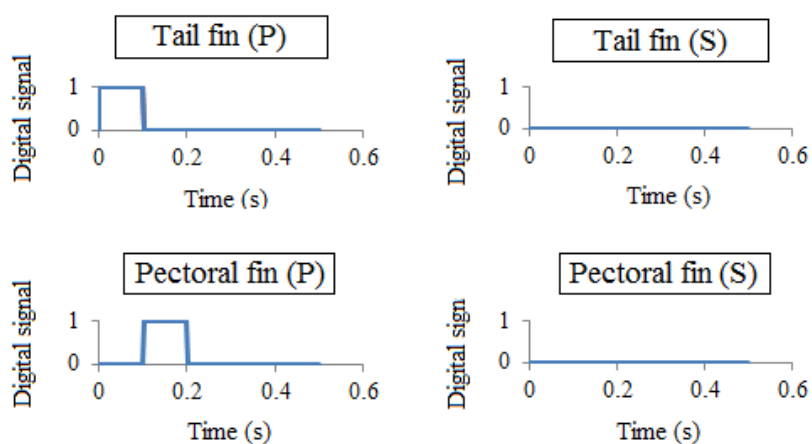 Tail fin (P)
Digital signal
1
0
0 0.2 0.4 0.6
Time (s)
Tail fin (S)
Digital signal
1
0
0 0.2 0.4 0.6
Time (s)
Pectoral fin (P)
Digital signal
1
0
0 0.2 0.4 0.6
Time (s)
Pectoral fin (S)
Digital sign
1
0
0 0.2 0.4 0.6
Time (s)